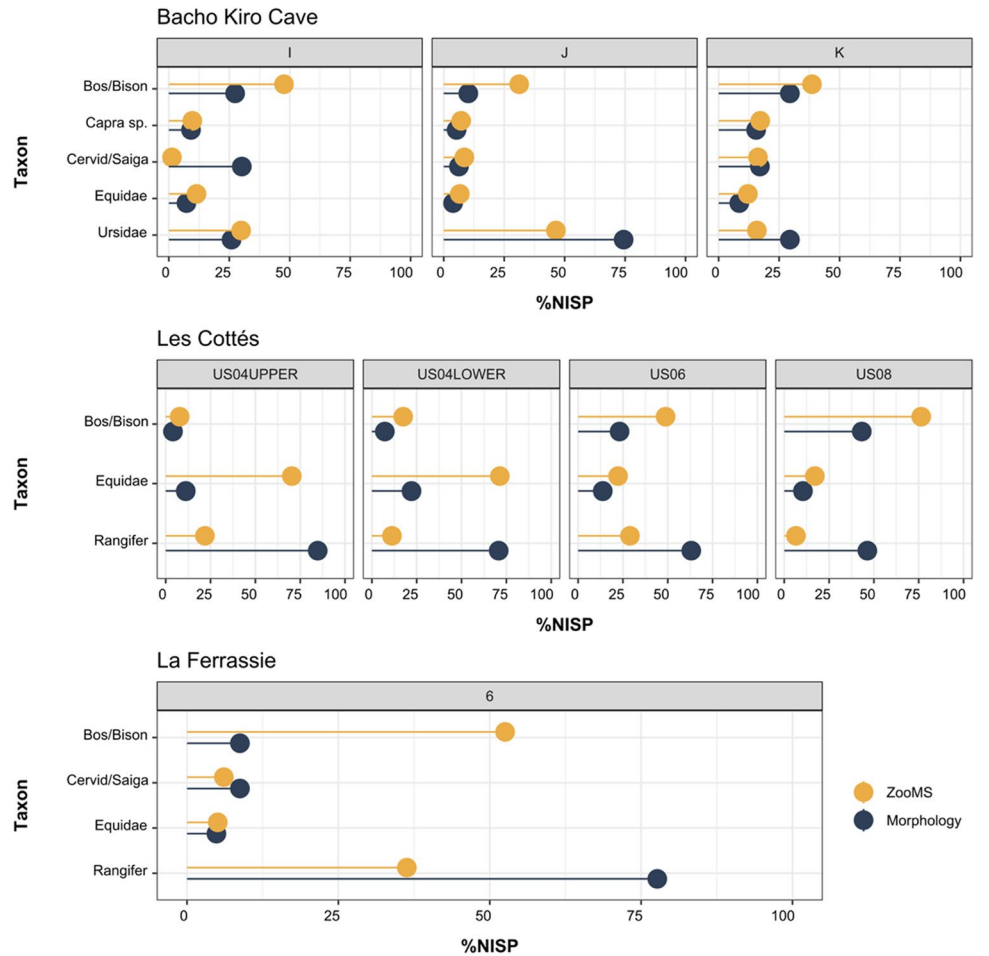 Bacho Kiro Cave
I J K
Taxon
Bos/Bison
Capra sp.
Cervid/Saiga
Equidae
Ursidae
0 25 50 75 100 0 25 50 75 100 0 25 50 75 100
%NISP
Les Cottés
US04UPPER US04LOWER US06 US08
Taxon
Bos/Bison
Equidae
Rangifer
0 25 50 75 100 0 25 50 75 100 0 25 50 75 100 0 25 50 75 100
%NISP
La Ferrassie
6
Taxon
Bos/Bison
Cervid/Saiga
Equidae
Rangifer
0 25 50 75 100
%NISP
ZooMS
Morphology